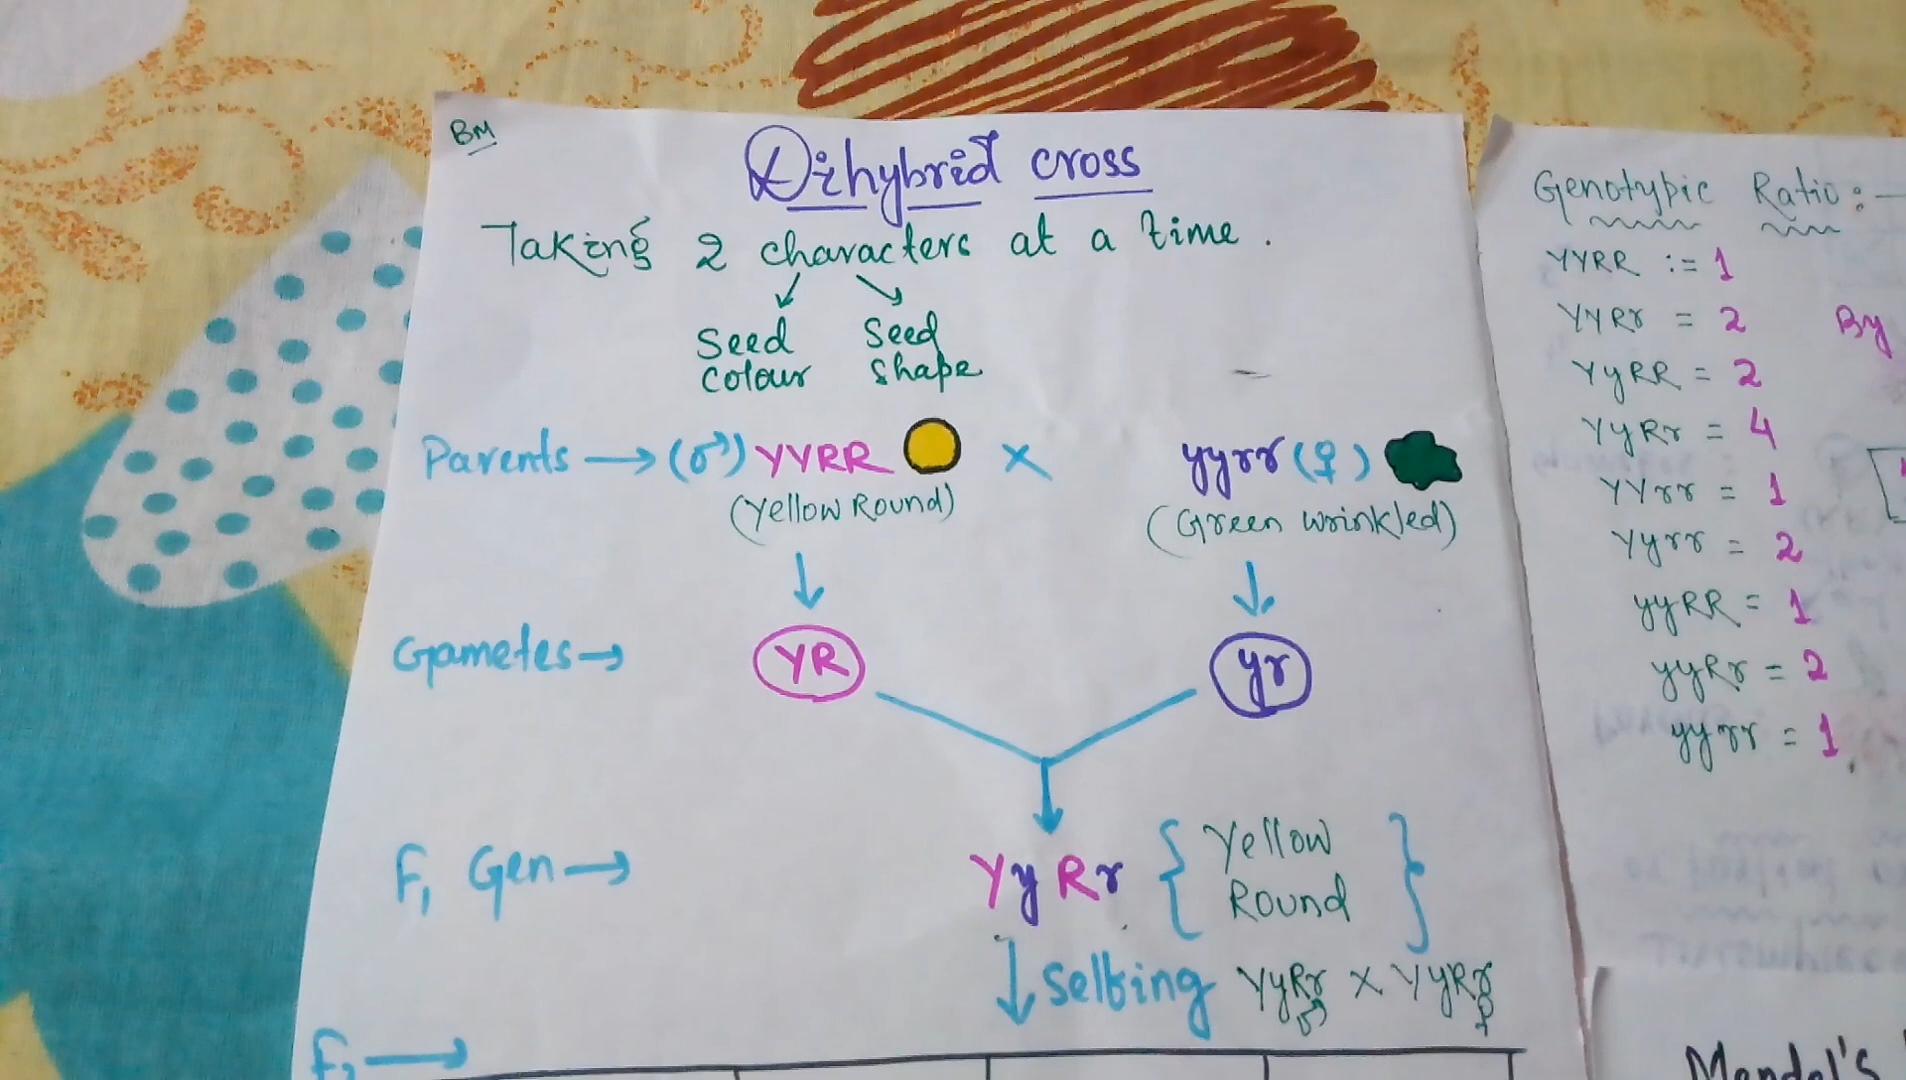 BM
Dihybrid cross
Taking 2 characters at a time .
Seed colour
Seed shape
Parents → (♂) YYRR × yyrr (♀)
(Yellow Round) (Green wrinkled)
Gametes → YR yr
F₁ Gen → YyRr { Yellow Round }
↓ Selfing YyRr ♂ × YyRr ♀
F₂ →
Genotypic Ratio :-
YYRR := 1
YYRr = 2
By
YyRR = 2
YyRr = 4
YYrr = 1
Yyrr = 2
yyRR = 1
yyRr = 2
yyrr = 1
Mendel's